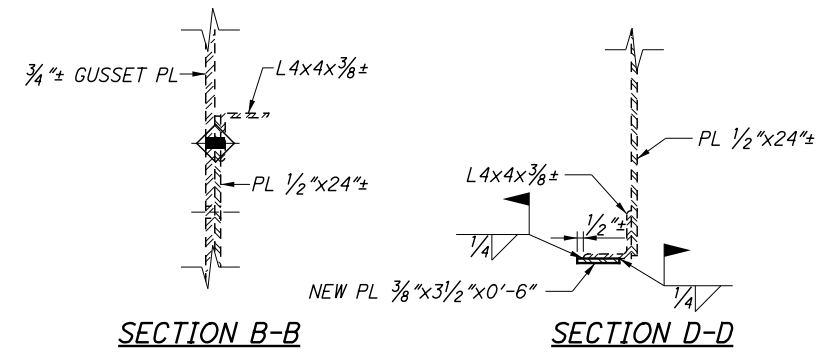 3/4"± GUSSET PL
L4x4x3/8±
PL 1/2"x24"±
SECTION B-B
PL 1/2"x24"±
L4x4x3/8±
1/2"±
1/4
1/4
NEW PL 3/8"x3 1/2"x0'-6"
SECTION D-D